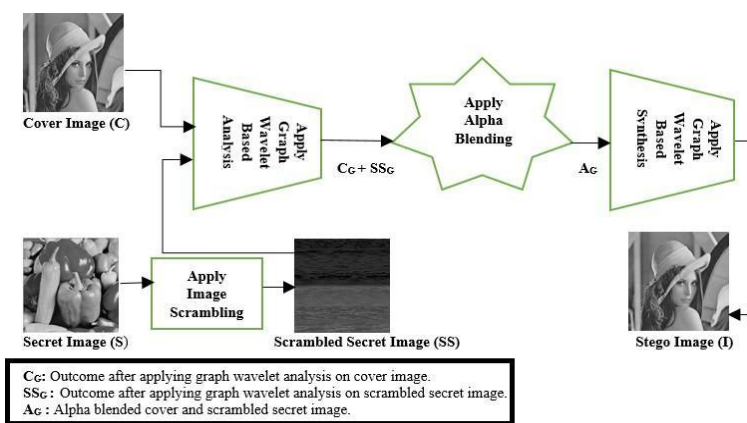 Cover Image (C)
Apply
Graph
Wavelet
Based
Analysis
CG + SSG
Apply
Alpha
Blending
AG
Apply
Graph
Wavelet
Based
Synthesis
Secret Image (S)
Apply
Image
Scrambling
Scrambled Secret Image (SS)
Stego Image (I)
CG: Outcome after applying graph wavelet analysis on cover image.
SSG : Outcome after applying graph wavelet analysis on scrambled secret image.
AG : Alpha blended cover and scrambled secret image.